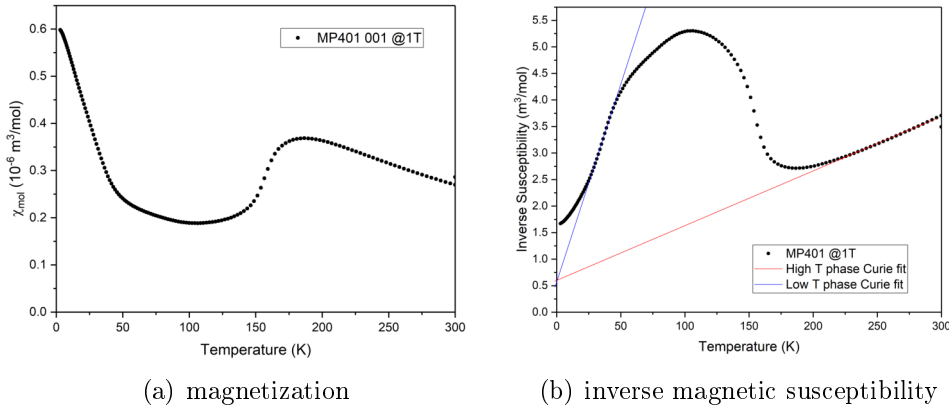 MP401 001 @1T
0.6
0.5
0.4
0.3
0.2
0.1
0.0
χmol (10⁻⁶ m³/mol)
0 50 100 150 200 250 300
Temperature (K)
(a) magnetization
6.0
5.5
5.0
4.5
4.0
3.5
3.0
2.5
2.0
1.5
1.0
0.5
0.0
Inverse Susceptibility (m³/mol)
MP401 @1T
High T phase Curie fit
Low T phase Curie fit
0 50 100 150 200 250 300
Temperature (K)
(b) inverse magnetic susceptibility